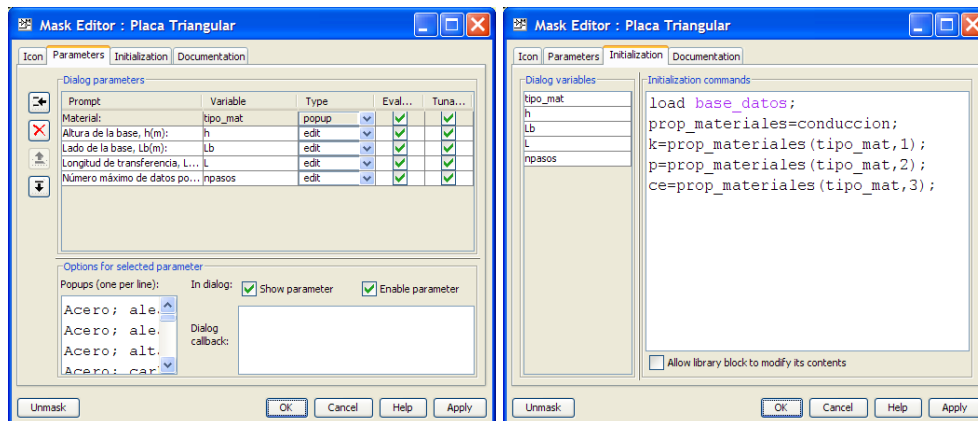 Mask Editor : Placa Triangular
Icon Parameters Initialization Documentation
Dialog parameters
Prompt Variable Type Eval... Tuna...
Material: tipo_mat popup
Altura de la base, h(m): h edit
Lado de la base, Lb(m): Lb edit
Longitud de transferencia, L... L edit
Número máximo de datos po... npasos edit
Options for selected parameter
Popups (one per line): In dialog: Show parameter Enable parameter
Acero; ale.
Acero; ale.
Acero; alt.
Acero; car
Dialog callback:
Unmask OK Cancel Help Apply
Mask Editor : Placa Triangular
Icon Parameters Initialization Documentation
Dialog variables
tipo_mat
h
Lb
L
npasos
Initialization commands
load base_datos;
prop_materiales=conduccion;
k=prop_materiales(tipo_mat,1);
p=prop_materiales(tipo_mat,2);
ce=prop_materiales(tipo_mat,3);
Allow library block to modify its contents
Unmask OK Cancel Help Apply